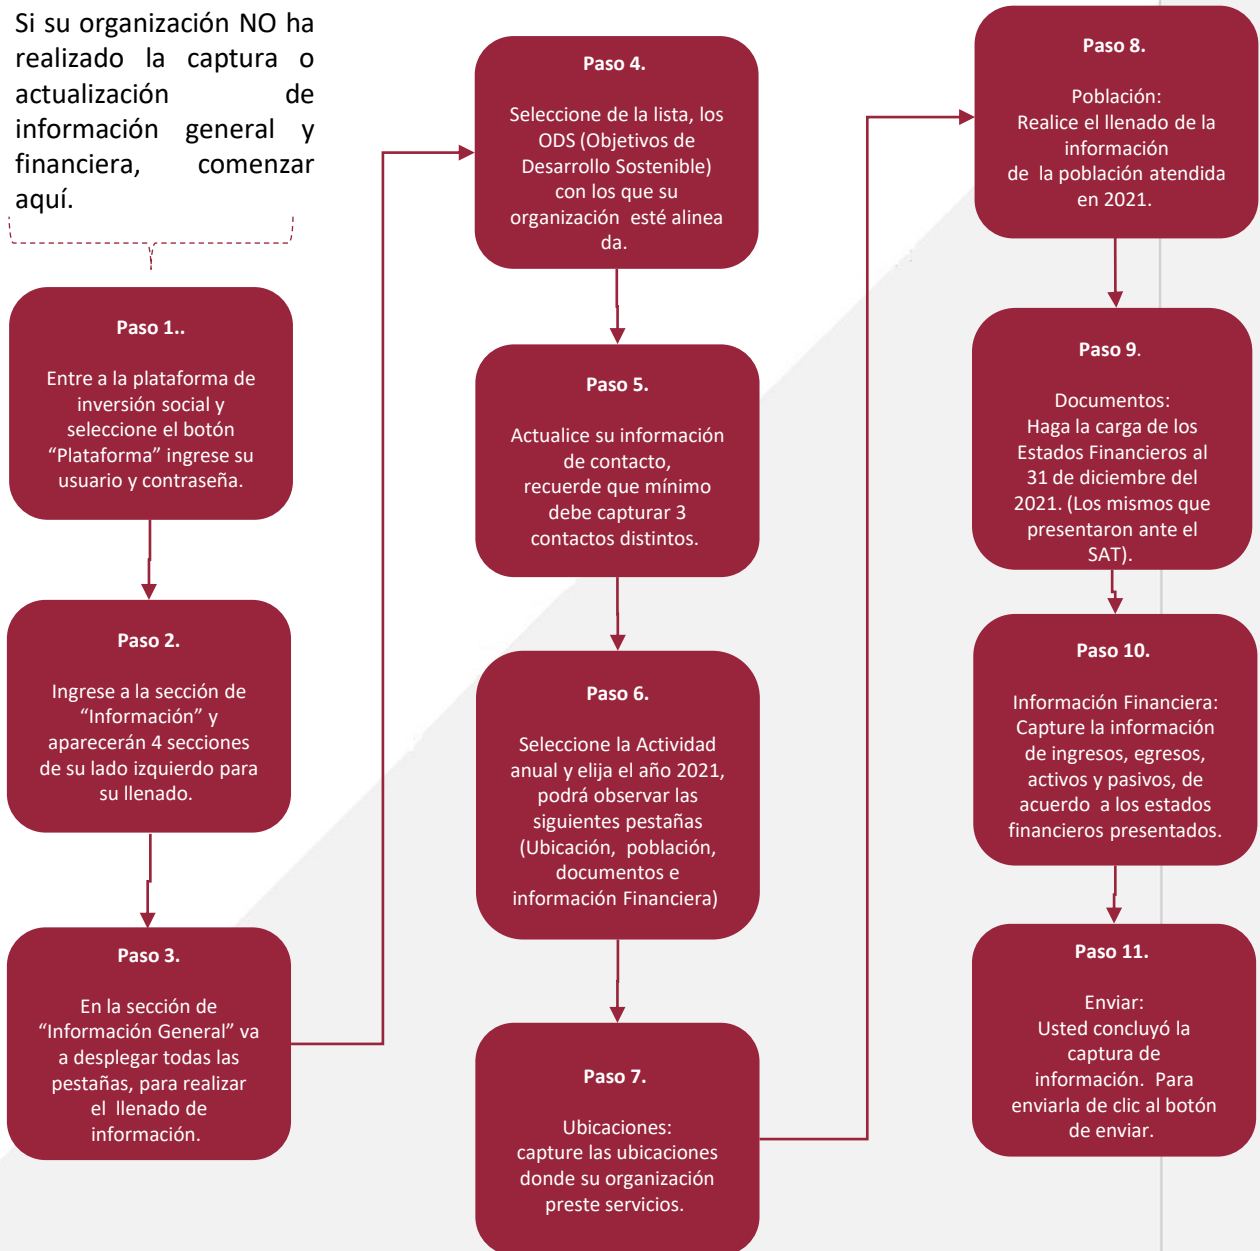 Si su organización NO ha
realizado la captura o
actualización de
información general y
financiera, comenzar
aquí.
Paso 1..
Entre a la plataforma de
inversión social y
seleccione el botón
“Plataforma” ingrese su
usuario y contraseña.
Paso 2.
Ingrese a la sección de
“Información” y
aparecerán 4 secciones
de su lado izquierdo para
su llenado.
Paso 3.
En la sección de
“Información General” va
a desplegar todas las
pestañas, para realizar
el llenado de
información.
Paso 4.
Seleccione de la lista, los
ODS (Objetivos de
Desarrollo Sostenible)
con los que su
organización esté alinea
da.
Paso 5.
Actualice su información
de contacto,
recuerde que mínimo
debe capturar 3
contactos distintos.
Paso 6.
Seleccione la Actividad
anual y elija el año 2021,
podrá observar las
siguientes pestañas
(Ubicación, población,
documentos e
información Financiera)
Paso 7.
Ubicaciones:
capture las ubicaciones
donde su organización
preste servicios.
Paso 8.
Población:
Realice el llenado de la
información
de la población atendida
en 2021.
Paso 9.
Documentos:
Haga la carga de los
Estados Financieros al
31 de diciembre del
2021. (Los mismos que
presentaron ante el
SAT).
Paso 10.
Información Financiera:
Capture la información
de ingresos, egresos,
activos y pasivos, de
acuerdo a los estados
financieros presentados.
Paso 11.
Enviar:
Usted concluyó la
captura de
información. Para
enviarla de clic al botón
de enviar.